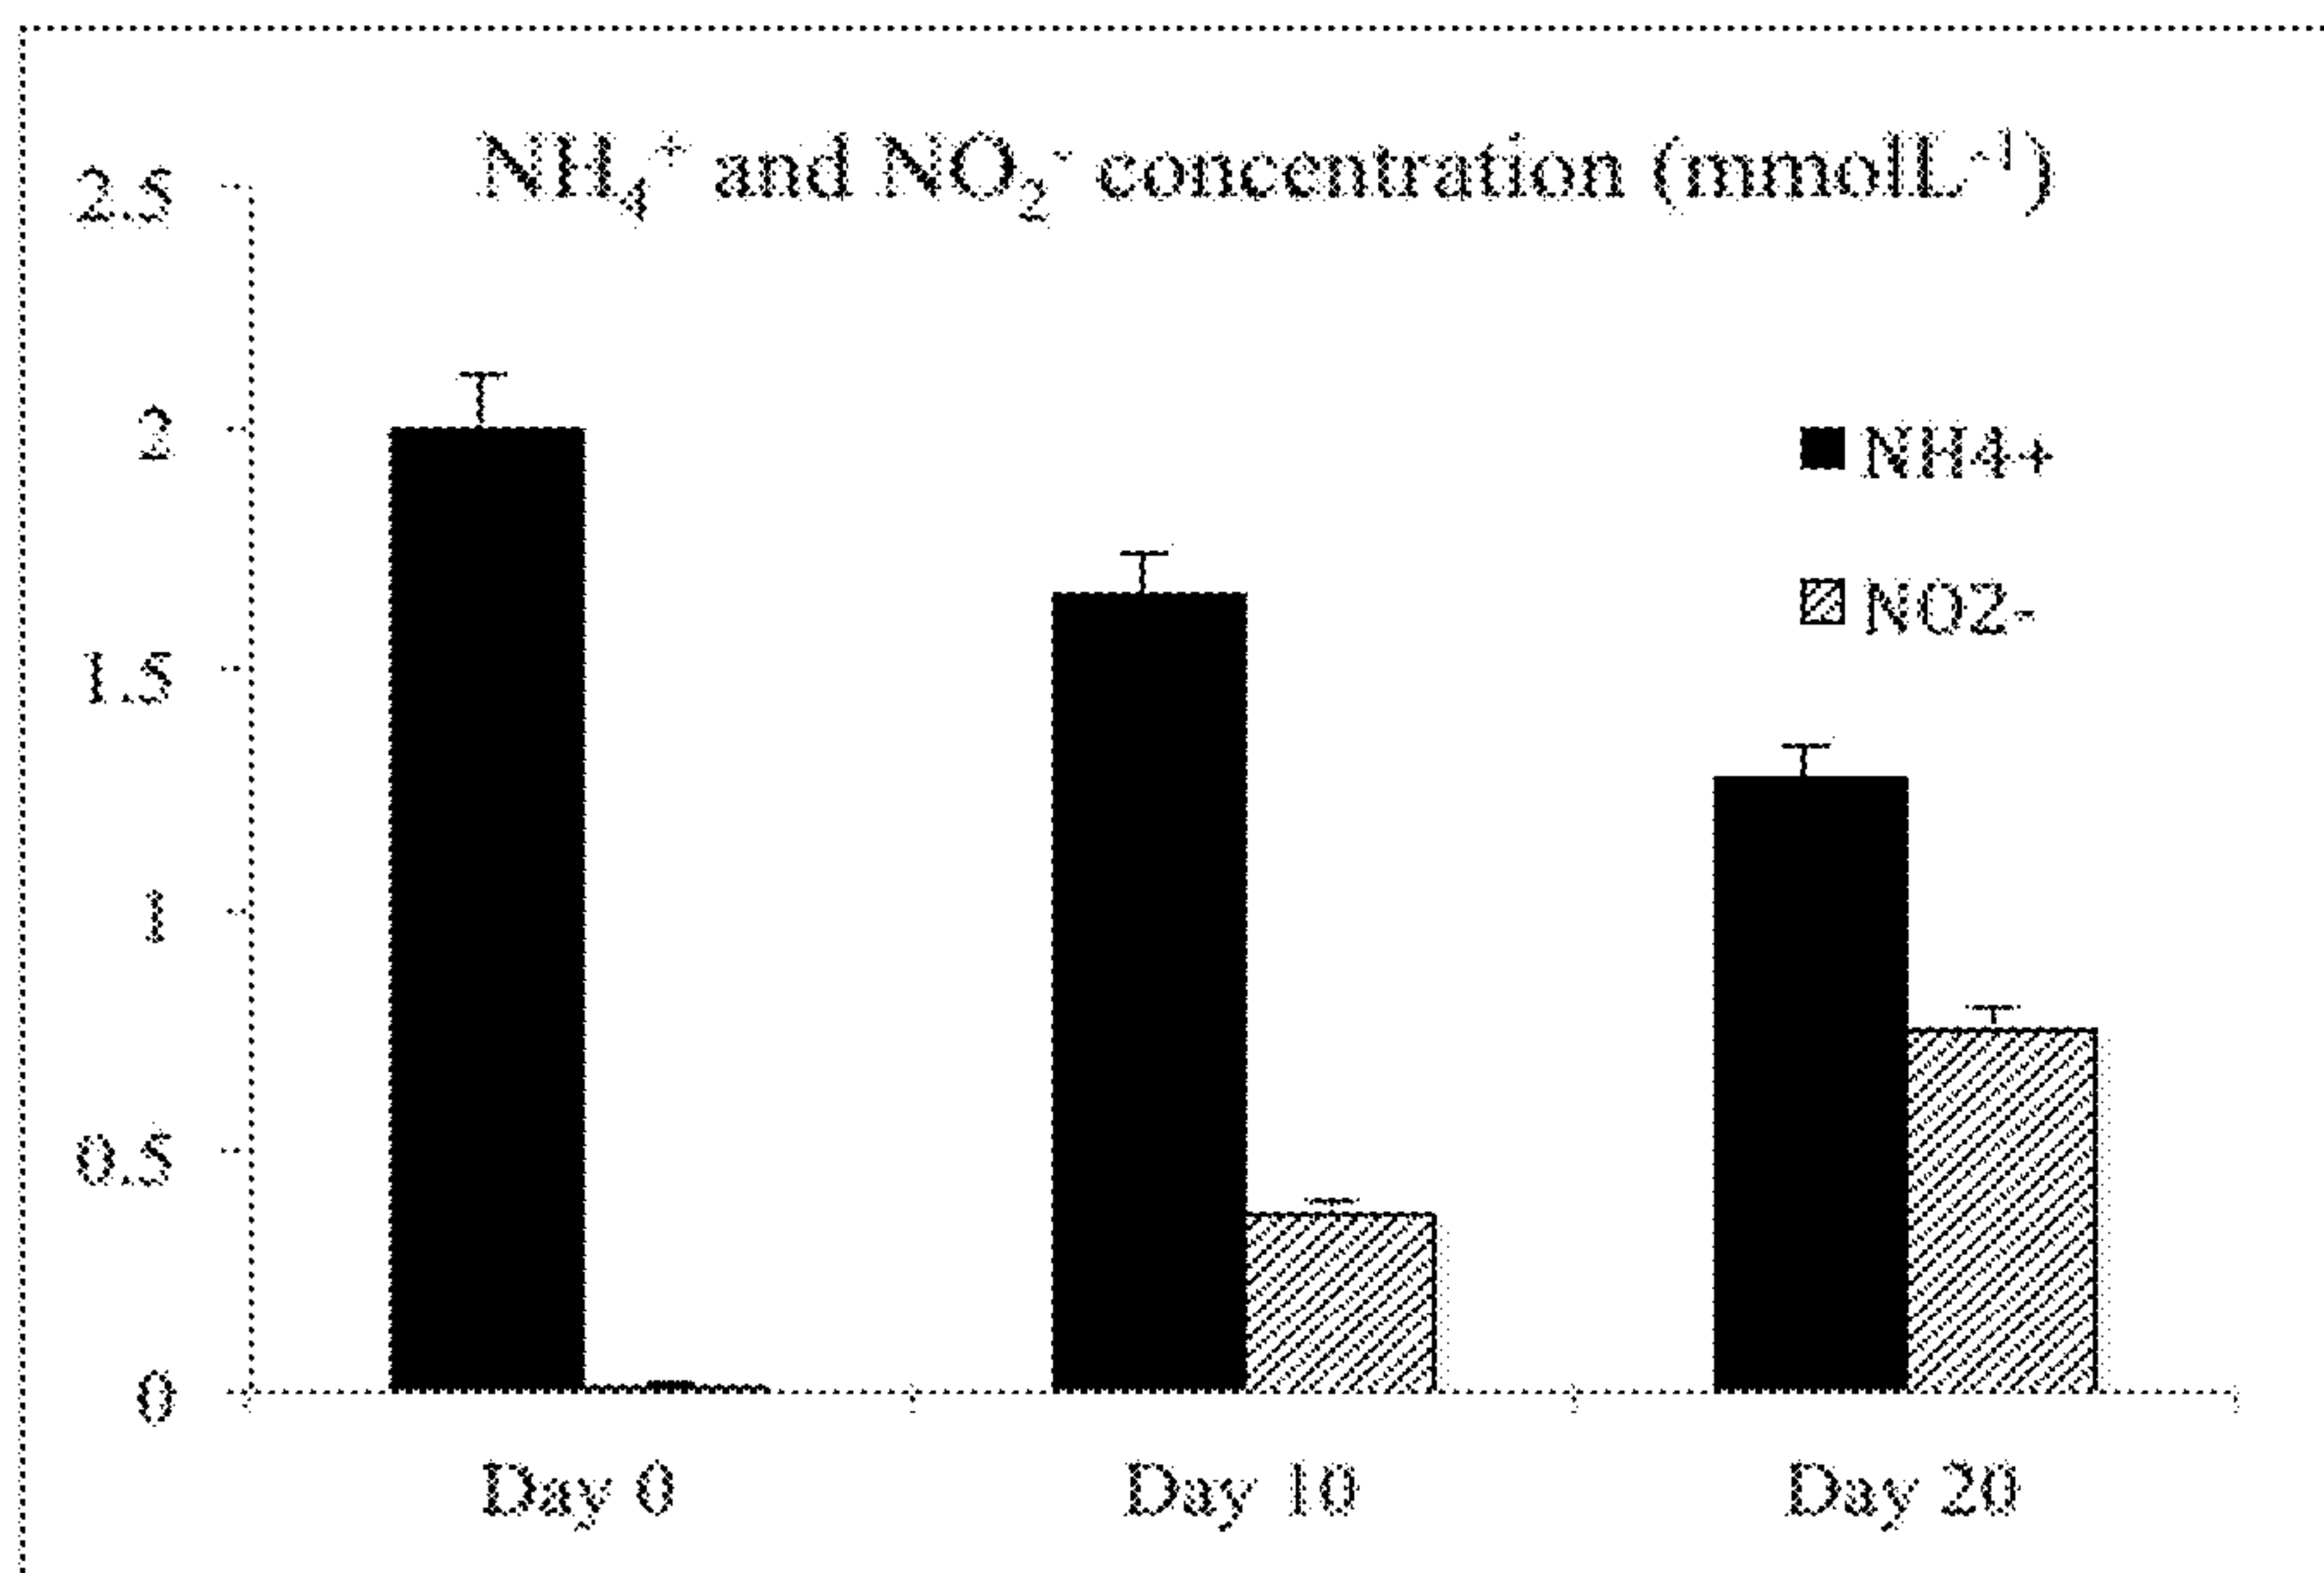 NH₄⁺ and NO₂⁻ concentration (mmolL⁻¹)
2.5
2
1.5
1
0.5
0
NH4+
NO2-
Day 0 Day 10 Day 20